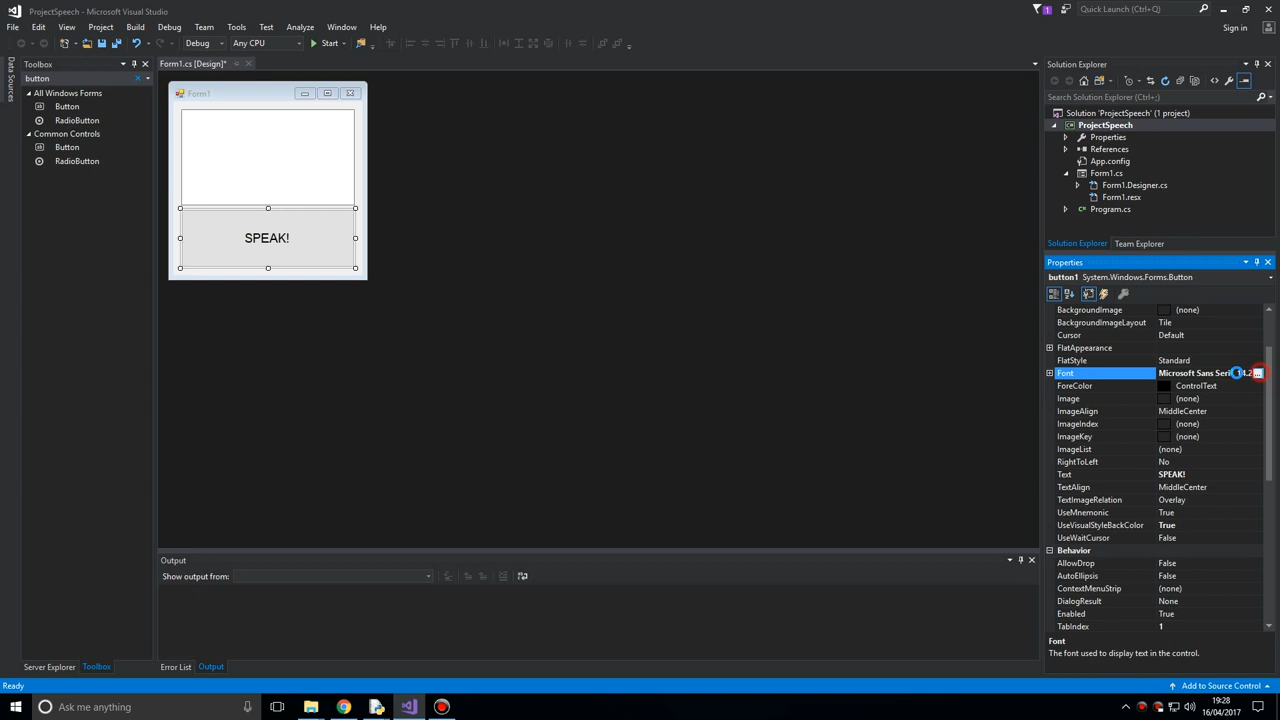 ProjectSpeech - Microsoft Visual Studio
1
Quick Launch (Ctrl+Q)
File Edit View Project Build Debug Team Tools Test Analyze Window Help
Sign in
Debug Any CPU Start
Data Sources
Toolbox
button
All Windows Forms
Button
RadioButton
Common Controls
Button
RadioButton
Form1.cs [Design]*
Form1
SPEAK!
Solution Explorer
Search Solution Explorer (Ctrl+;)
Solution 'ProjectSpeech' (1 project)
ProjectSpeech
Properties
References
App.config
Form1.cs
Form1.Designer.cs
Form1.resx
Program.cs
Solution Explorer Team Explorer
Properties
button1 System.Windows.Forms.Button
BackgroundImage (none)
BackgroundImageLayout Tile
Cursor Default
FlatAppearance
FlatStyle Standard
Font Microsoft Sans
ForeColor ControlText
Image (none)
ImageAlign MiddleCenter
ImageIndex (none)
ImageKey (none)
ImageList (none)
RightToLeft No
Text SPEAK!
TextAlign MiddleCenter
TextImageRelation Overlay
UseMnemonic True
UseVisualStyleBackColor True
UseWaitCursor False
Behavior
AllowDrop False
AutoEllipsis False
ContextMenuStrip (none)
DialogResult None
Enabled True
TabIndex 1
Font
The font used to display text in the control.
Output
Show output from:
Server Explorer Toolbox
Error List Output
Ready
Add to Source Control
Ask me anything
19:28
16/04/2017